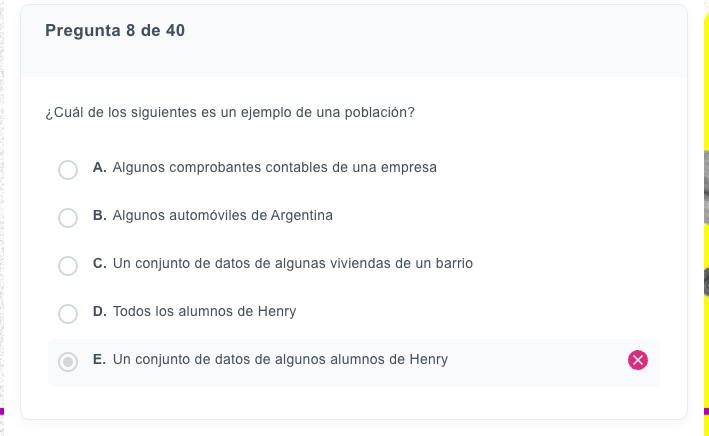 Pregunta 8 de 40
¿Cuál de los siguientes es un ejemplo de una población?
A. Algunos comprobantes contables de una empresa
B. Algunos automóviles de Argentina
C. Un conjunto de datos de algunas viviendas de un barrio
D. Todos los alumnos de Henry
E. Un conjunto de datos de algunos alumnos de Henry